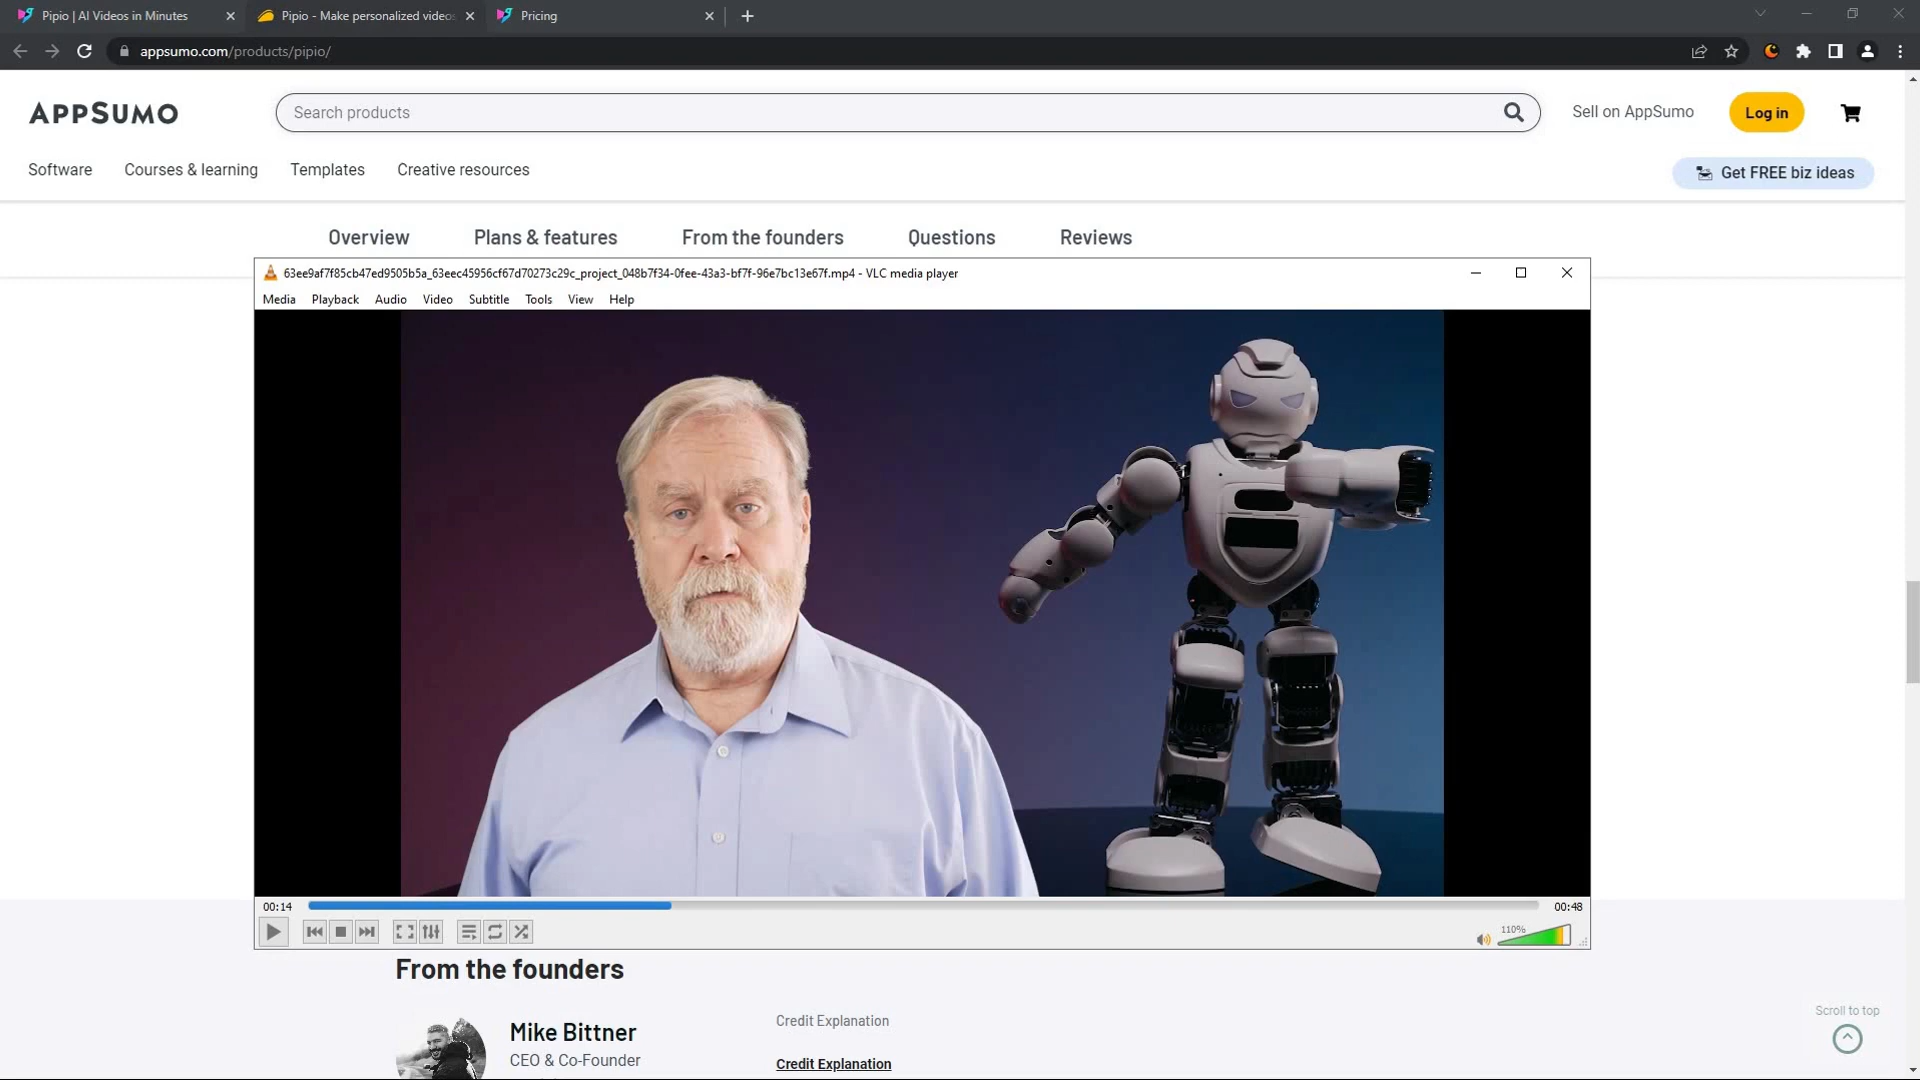 Pipio | AI Videos in Minutes
Pipio - Make personalized videos
Pricing
appsumo.com/products/pipio/
APPSUMO
Search products
Sell on AppSumo
Log in
Software
Courses & learning
Templates
Creative resources
Get FREE biz ideas
Overview
Plans & features
From the founders
Questions
Reviews
63ee9af7f85cb47ed9505b5a_63eec45956cf67d70273c29c_project_048b7f34-0fee-43a3-bf7f-96e7bc13e67f.mp4 - VLC media player
Media
Playback
Audio
Video
Subtitle
Tools
View
Help
00:14
00:48
110%
From the founders
Mike Bittner
CEO & Co-Founder
Credit Explanation
Credit Explanation
Scroll to top